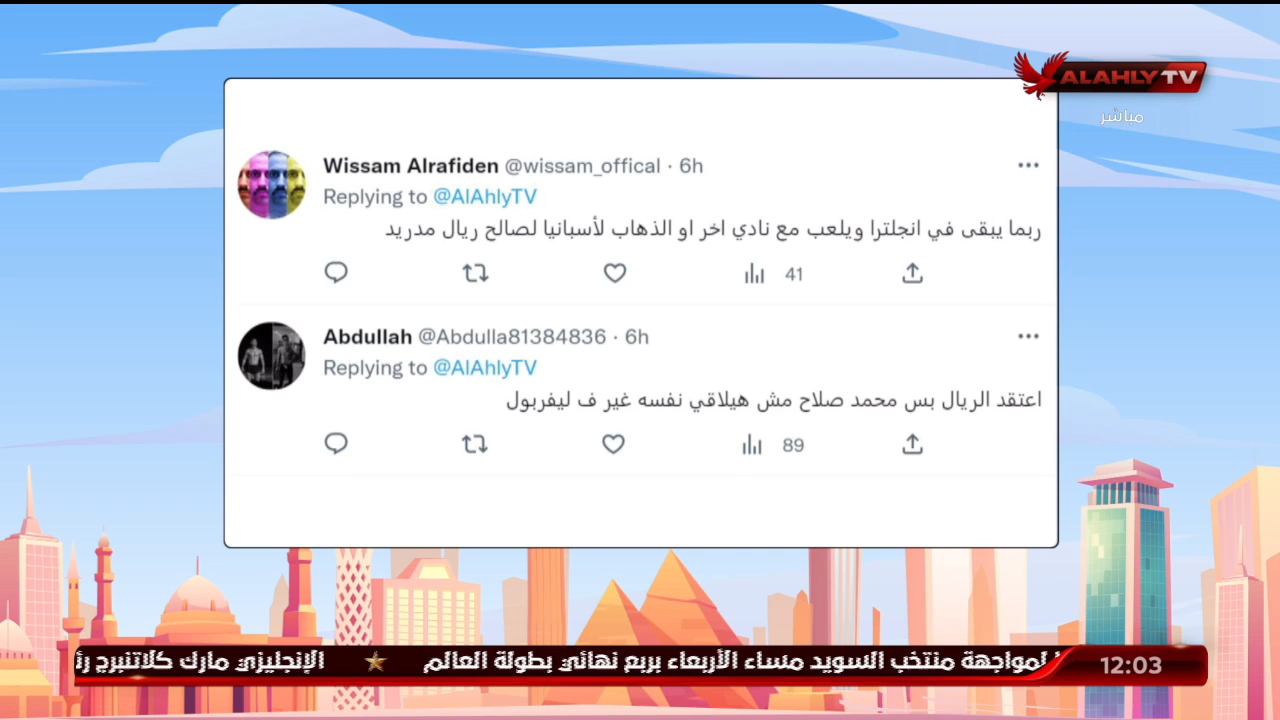 ALAHLY TV
مباشر
Wissam Alrafiden @wissam_offical · 6h
Replying to @AlAhlyTV
ربما يبقى في انجلترا ويلعب مع نادي اخر او الذهاب لأسبانيا لصالح ريال مدريد
41
Abdullah @Abdulla81384836 · 6h
Replying to @AlAhlyTV
اعتقد الريال بس محمد صلاح مش هيلاقي نفسه غير ف ليفربول
89
لمواجهة منتخب السويد مساء الأربعاء بربع نهائي بطولة العالم ★ الإنجليزي مارك كلاتنبرج
12:03